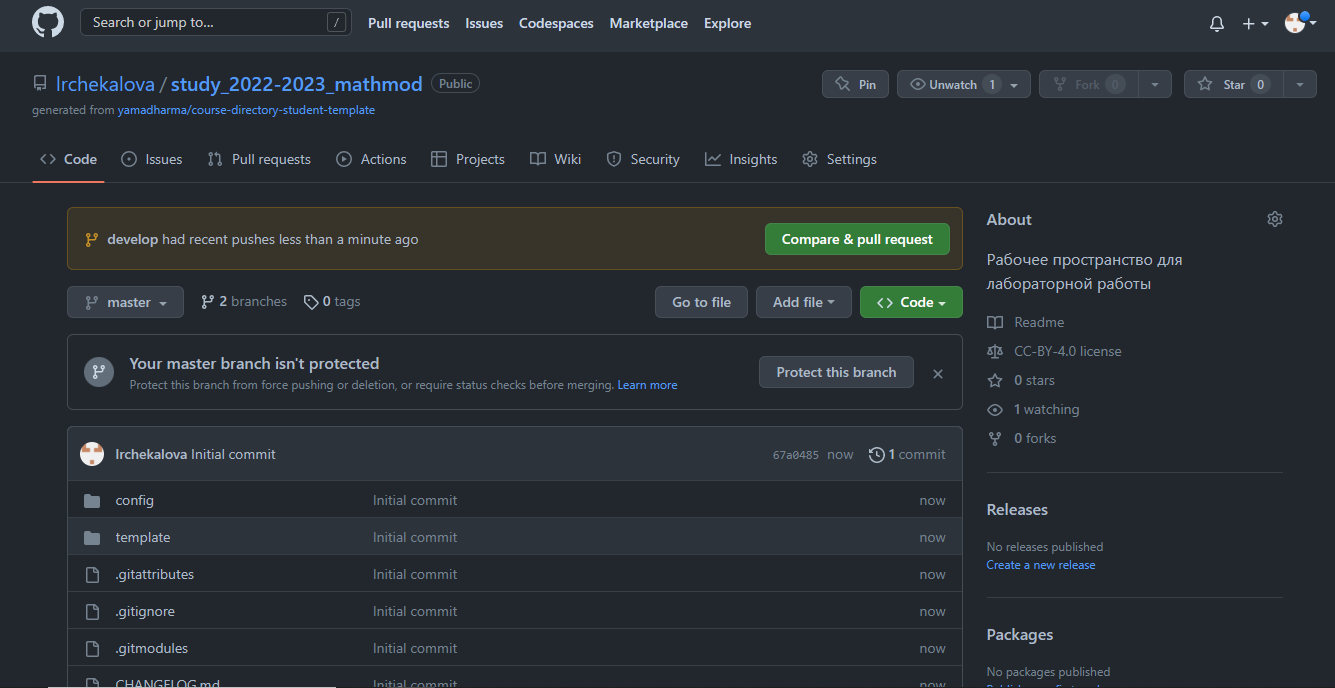 Search or jump to... /
Pull requests Issues Codespaces Marketplace Explore
lrchekalova / study_2022-2023_mathmod Public
Pin Unwatch 1 Fork 0 Star 0
generated from yamadharma/course-directory-student-template
Code Issues Pull requests Actions Projects Wiki Security Insights Settings
develop had recent pushes less than a minute ago Compare & pull request
master 2 branches 0 tags Go to file Add file Code
Your master branch isn't protected
Protect this branch from force pushing or deletion, or require status checks before merging. Learn more
Protect this branch
lrchekalova Initial commit 67a0485 now 1 commit
config Initial commit now
template Initial commit now
.gitattributes Initial commit now
.gitignore Initial commit now
.gitmodules Initial commit now
CHANGELOG.md Initial commit now
About
Рабочее пространство для
лабораторной работы
Readme
CC-BY-4.0 license
0 stars
1 watching
0 forks
Releases
No releases published
Create a new release
Packages
No packages published